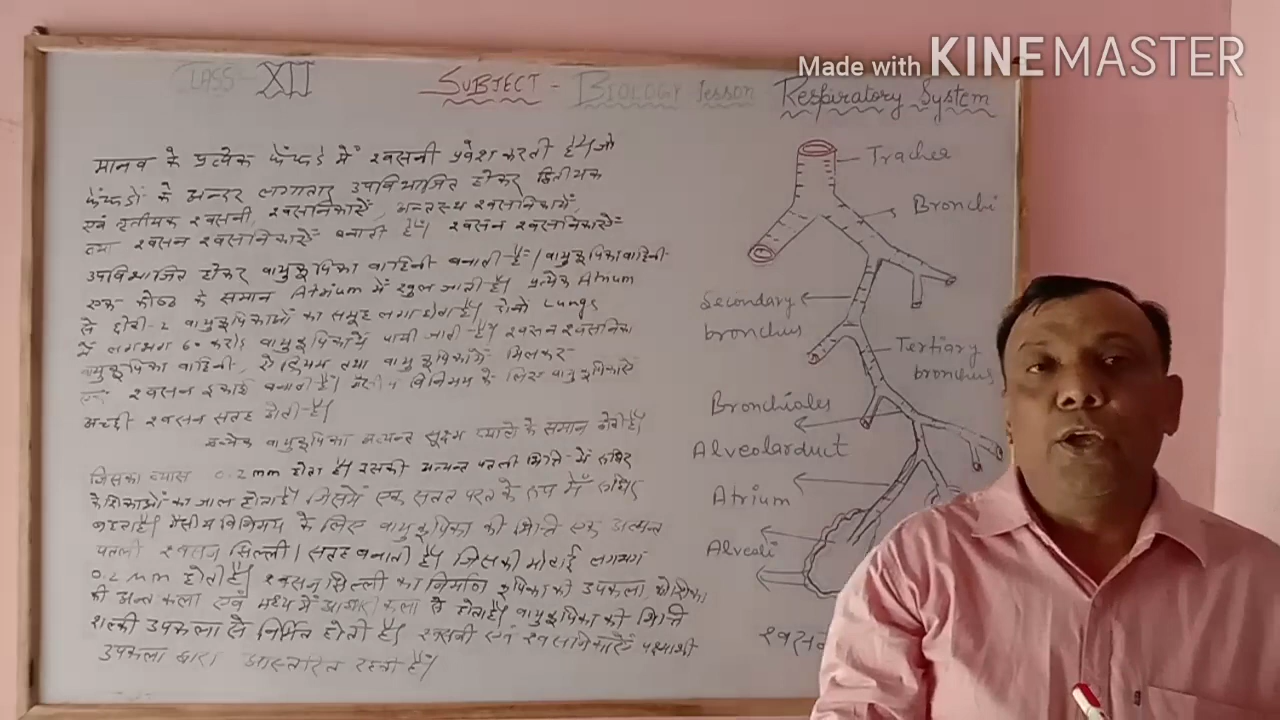 Made with KINEMASTER
CLASS - XII SUBJECT - BIOLOGY lesson Respiratory System
मानव के प्रत्येक फेफड़े में श्वसनी प्रवेश करती है। जो
फेफड़ों के अन्दर लगातार उपविभाजित होकर द्वितीयक
एवं तृतीयक श्वसनी, श्वसनिकाऐं, अन्तस्थ श्वसनिकायें,
तथा श्वसन श्वसनिकाऐं बनाती हैं। श्वसन श्वसनिकाऐं
उपविभाजित होकर वायुकूपिका वाहिनी बनाती है। वायुकूपिका वाहिनी
एक कोष्ठ के समान Atrium में खुल जाती है। प्रत्येक Atrium
से छोटी-2 वायुकूपिकाओं का समूह लगा होता है। दोनों Lungs
में लगभग 60 करोड़ वायुकूपिकायें पायी जाती है। श्वसन श्वसनिका
वायुकूपिका वाहिनी, एट्रियम तथा वायुकूपिकायें मिलकर
एक श्वसन इकाई बनाती हैं। गैसीय विनिमय के लिए वायुकूपिकाऐं
अच्छी श्वसन सतह होती है।
प्रत्येक वायुकूपिका अत्यन्त सूक्ष्म प्याले के समान होती है
जिसका व्यास 0.2mm होता है। इसकी अत्यन्त पतली भित्ति में रुधिर
केशिकाओं का जाल होता है। जिसमें एक सतत परत के रूप में रुधिर
बहता है। गैसीय विनिमय के लिए वायुकूपिका की भित्ति एक अत्यन्त
पतली श्वसन झिल्ली / सतह बनाती है। जिसकी मोटाई लगभग
0.2 mm होती है। श्वसन झिल्ली का निर्माण कूपिका की उपकला कोशिका
की अन्त कला एवं मध्य में आधार कला से होता है। वायुकूपिका की भित्ति
शल्की उपकला से निर्मित होती है। श्वसनी एवं श्वसनिकाऐं पक्ष्माभी
उपकला द्वारा आस्तरित रहती है।
Trachea
Bronchi
Secondary
bronchus
Tertiary
bronchus
Bronchioles
Alveolarduct
Atrium
Alveoli